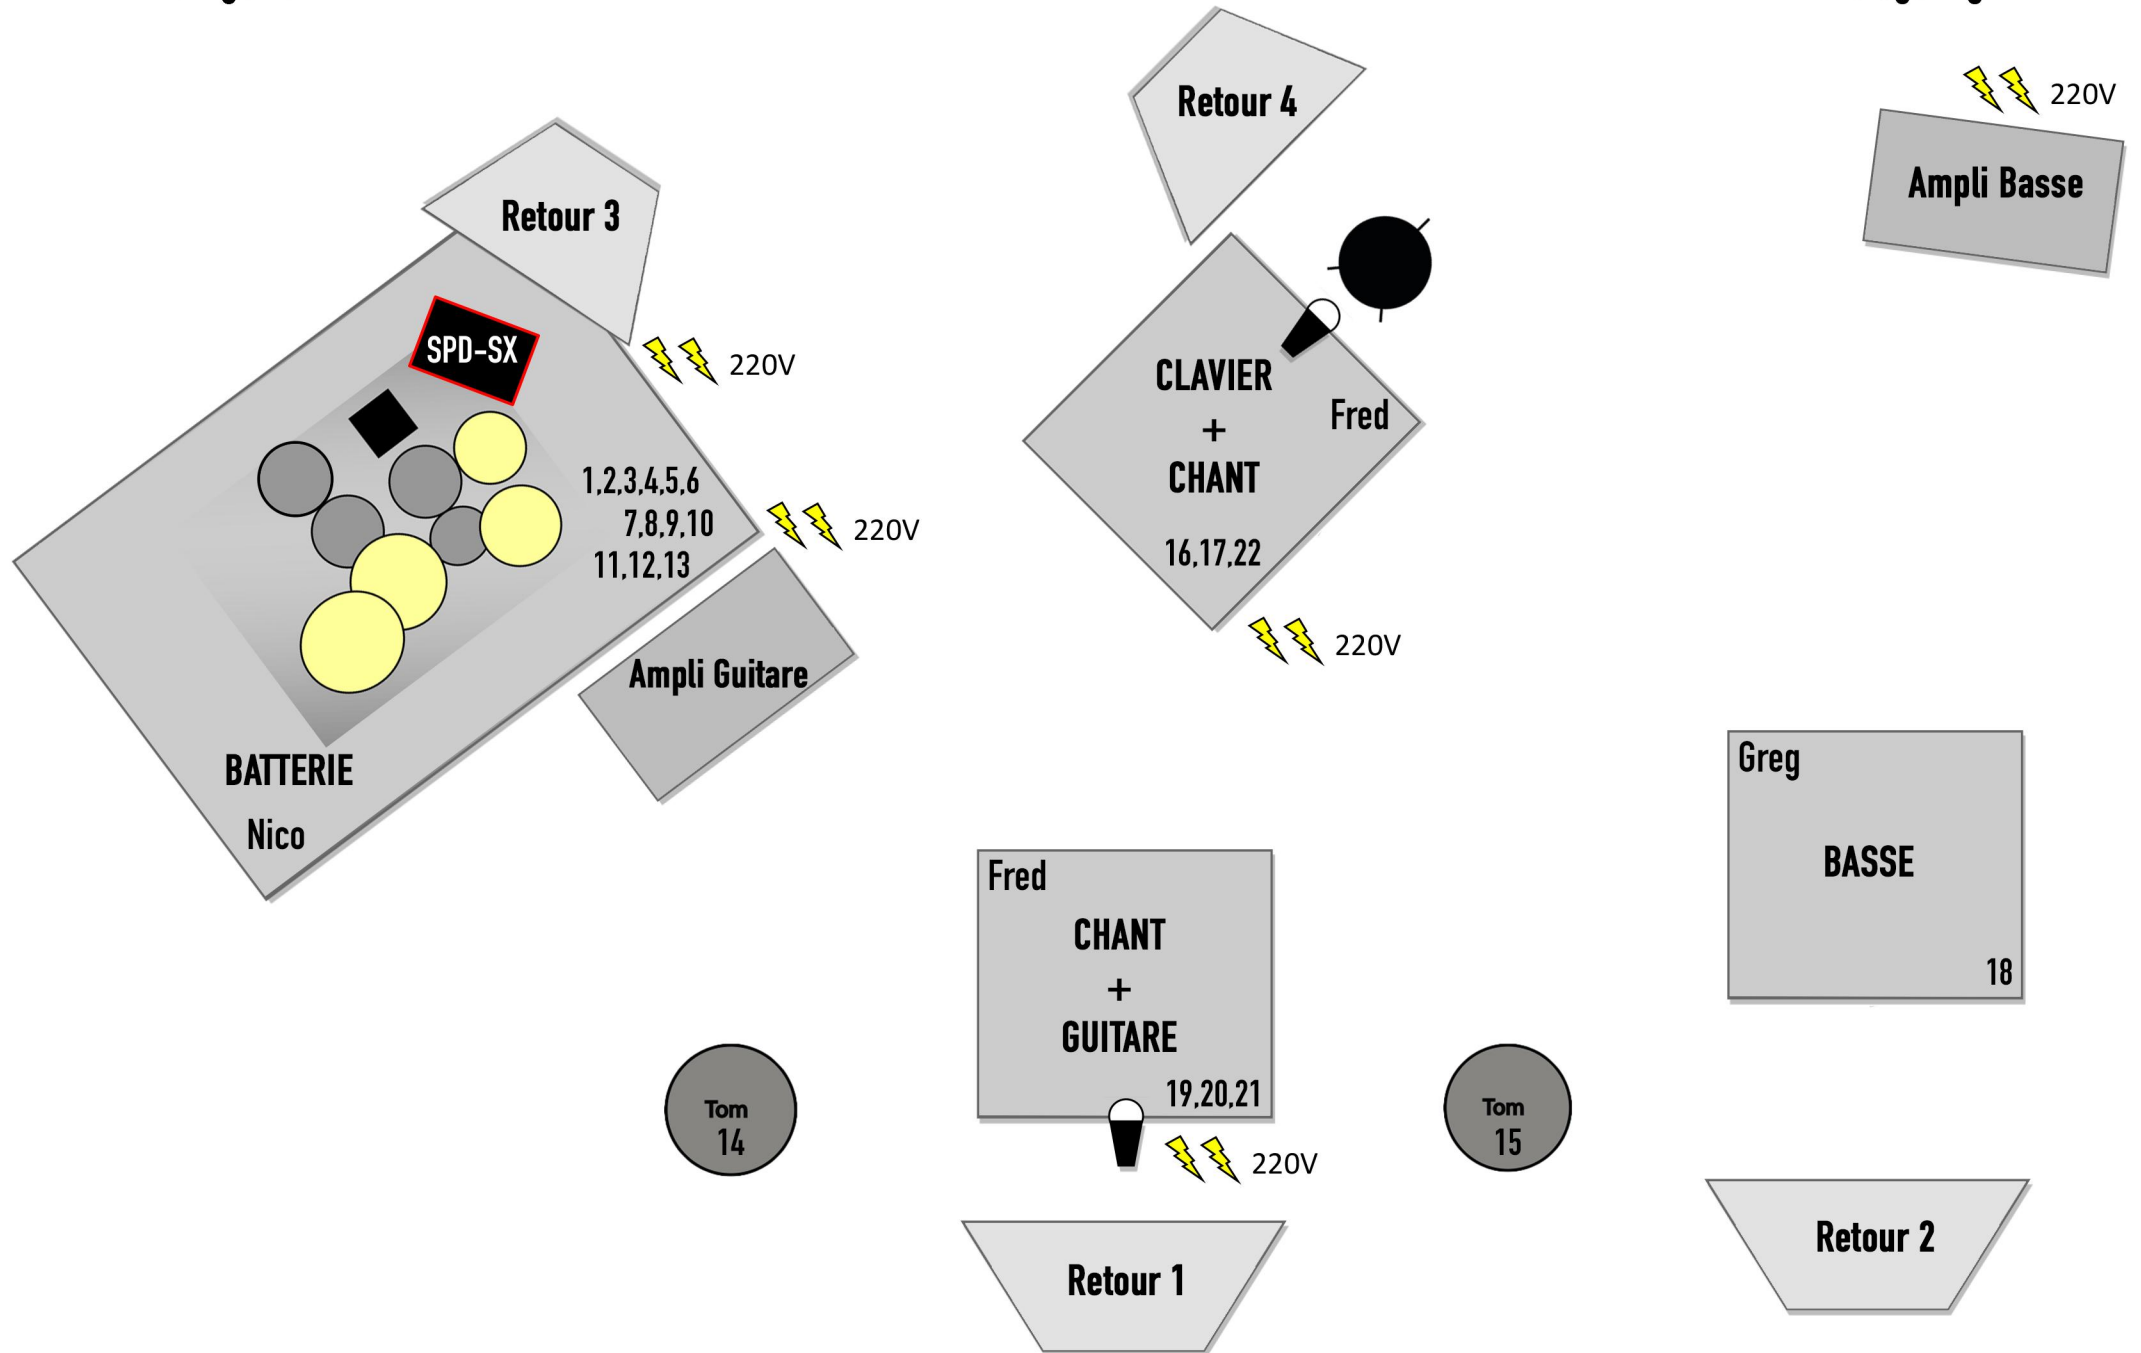 Retour 4
220V
Ampli Basse
Retour 3
SPD-SX
220V
CLAVIER
+
CHANT
Fred
16,17,22
1,2,3,4,5,6
7,8,9,10
11,12,13
220V
220V
Ampli Guitare
BATTERIE
Nico
Greg
BASSE
18
Fred
CHANT
+
GUITARE
19,20,21
Tom
14
220V
Tom
15
Retour 1
Retour 2